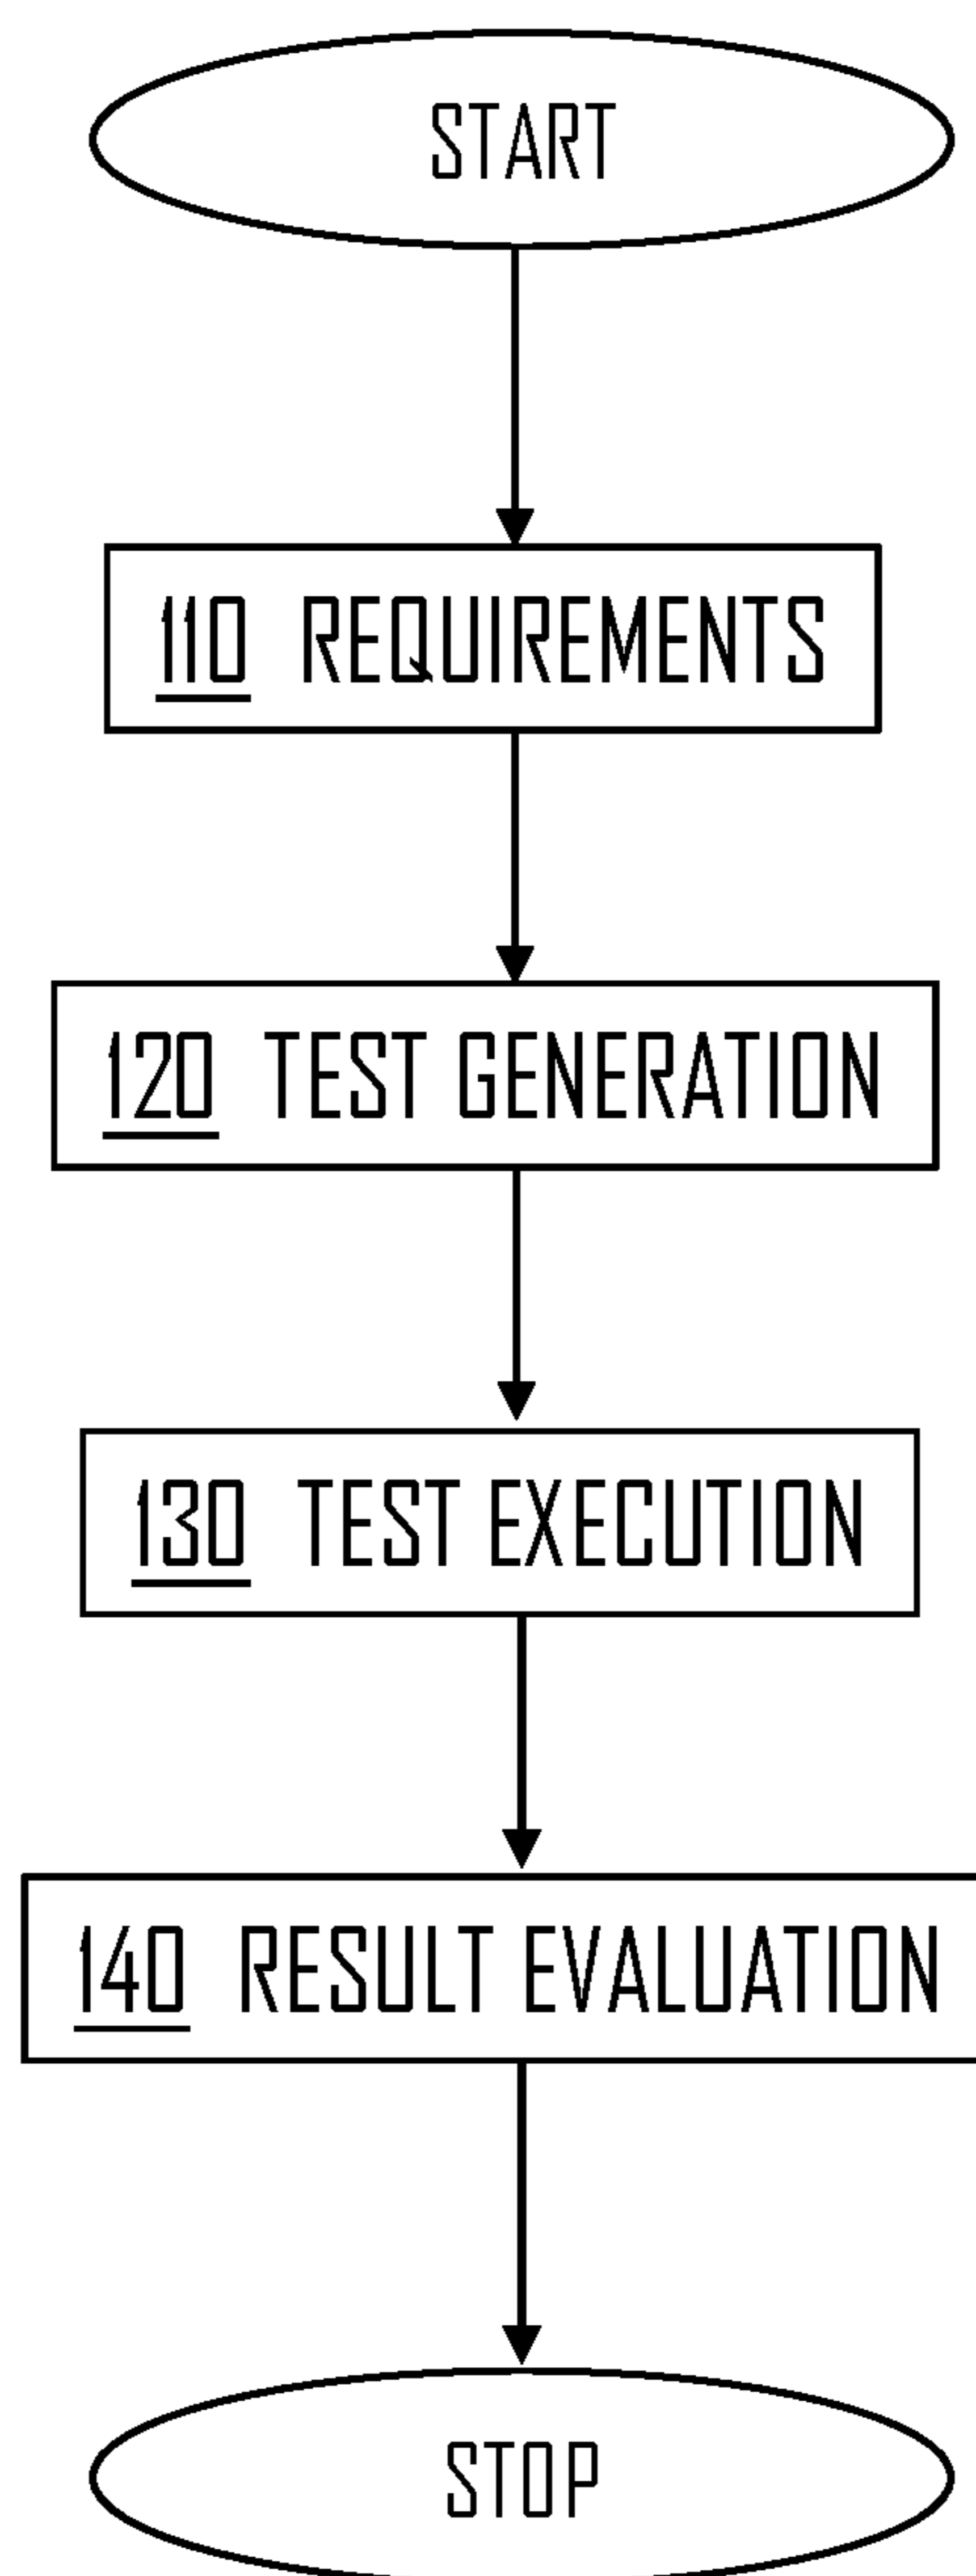 START
110 REQUIREMENTS
120 TEST GENERATION
130 TEST EXECUTION
140 RESULT EVALUATION
STOP